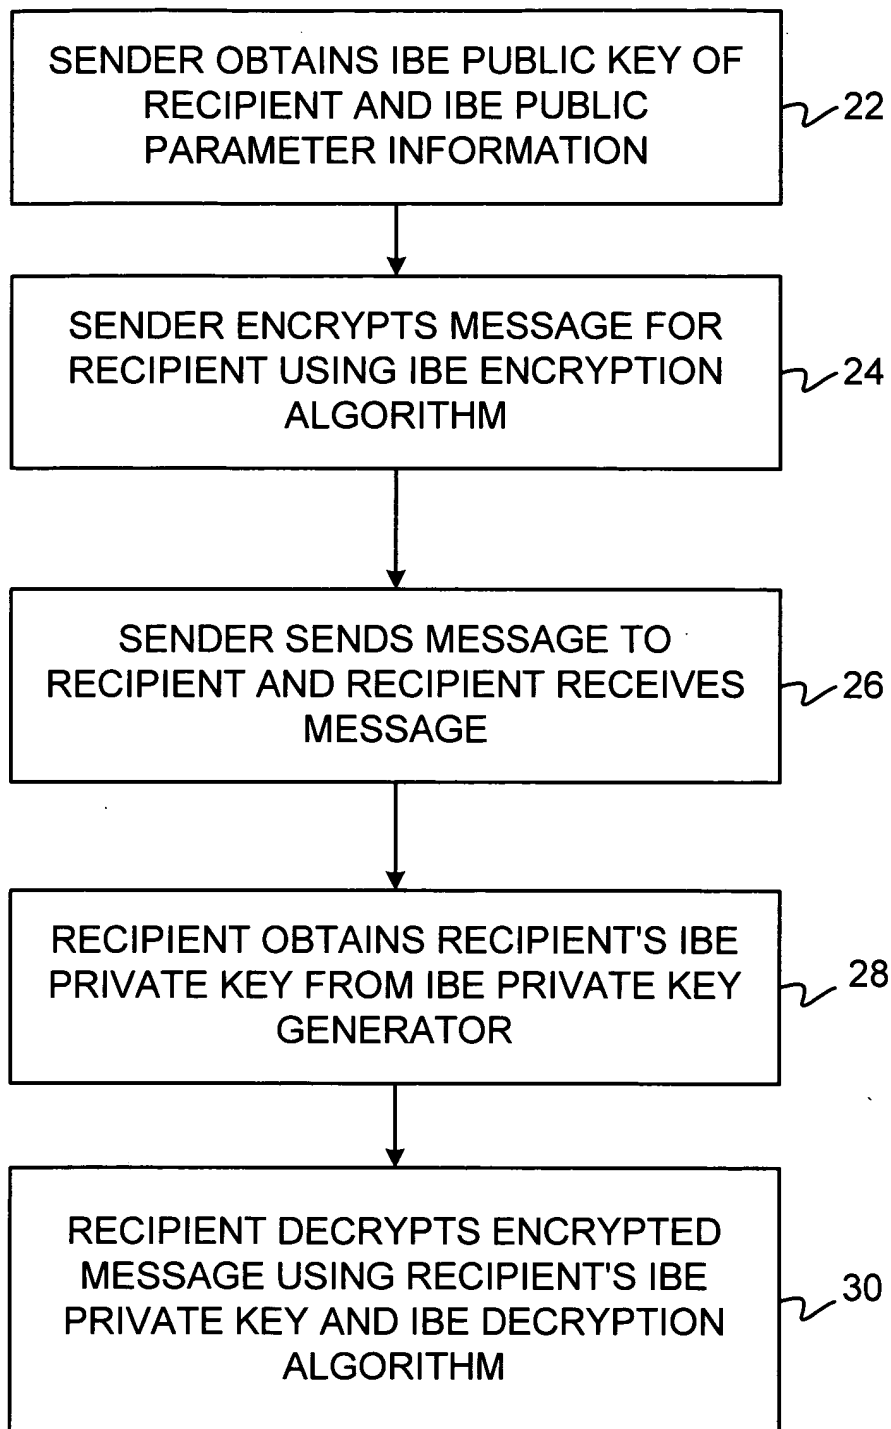 SENDER OBTAINS IBE PUBLIC KEY OF
RECIPIENT AND IBE PUBLIC
PARAMETER INFORMATION
22
SENDER ENCRYPTS MESSAGE FOR
RECIPIENT USING IBE ENCRYPTION
ALGORITHM
24
SENDER SENDS MESSAGE TO
RECIPIENT AND RECIPIENT RECEIVES
MESSAGE
26
RECIPIENT OBTAINS RECIPIENT'S IBE
PRIVATE KEY FROM IBE PRIVATE KEY
GENERATOR
28
RECIPIENT DECRYPTS ENCRYPTED
MESSAGE USING RECIPIENT'S IBE
PRIVATE KEY AND IBE DECRYPTION
ALGORITHM
30